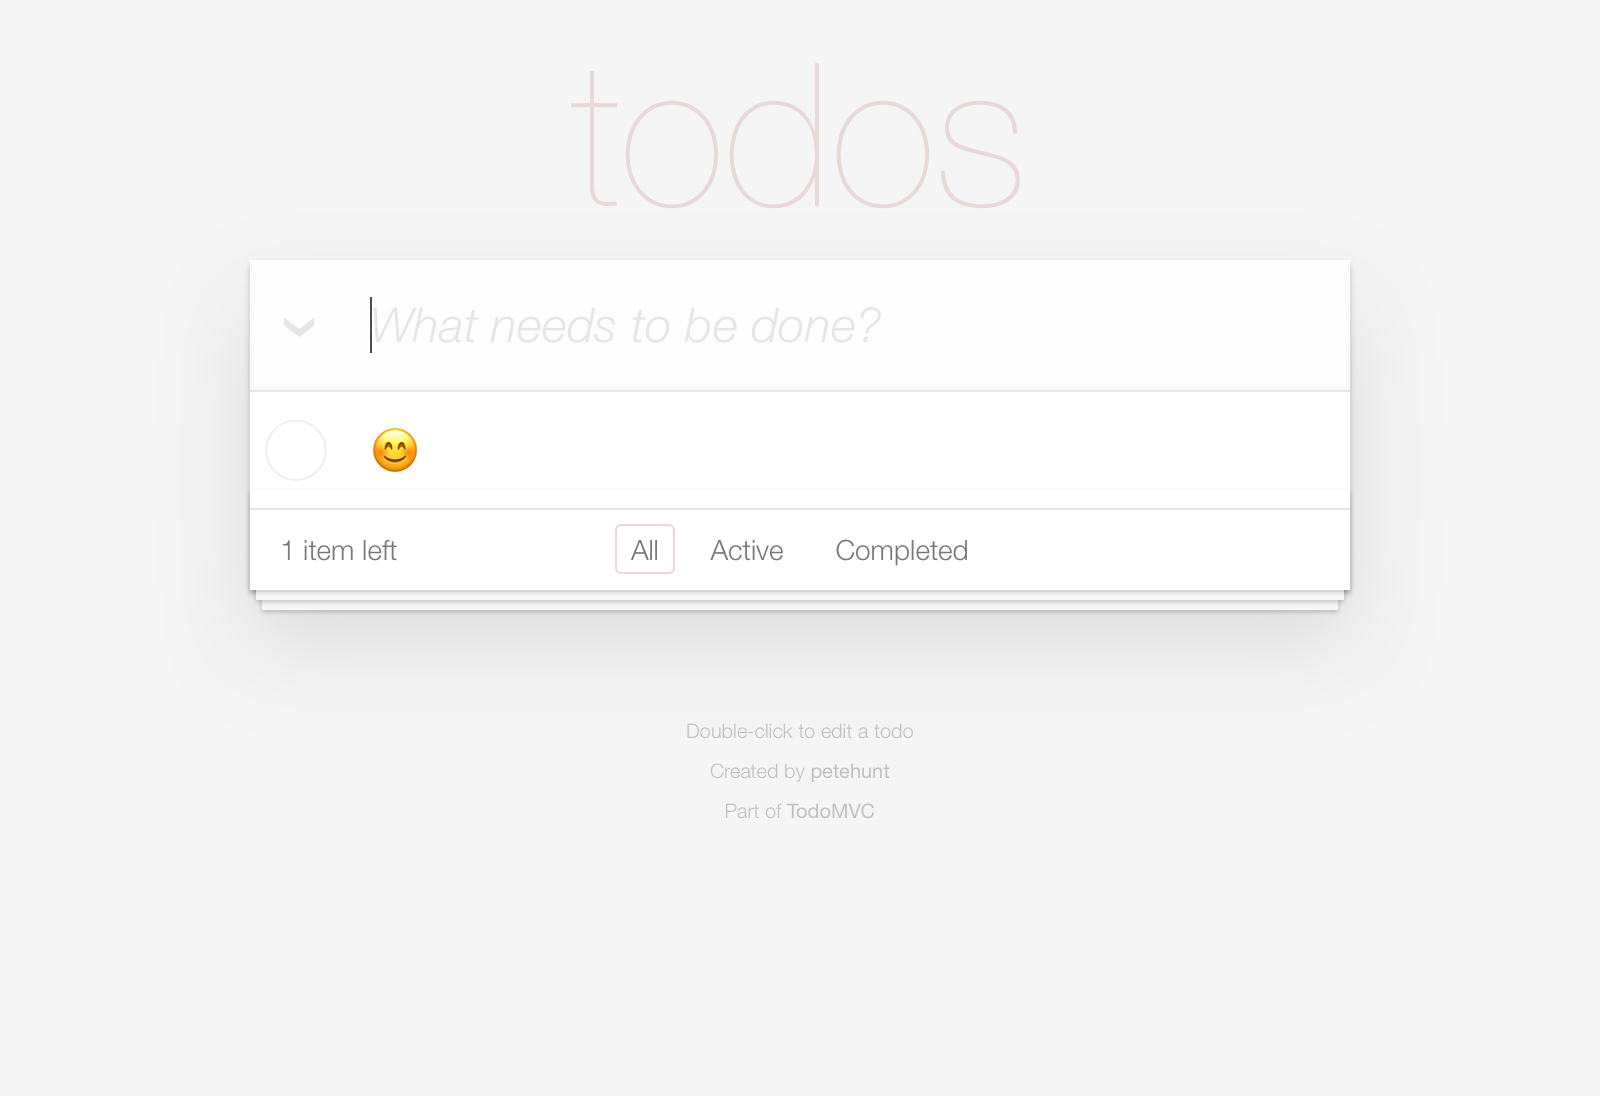 todos
What needs to be done?
😊
1 item left All Active Completed
Double-click to edit a todo
Created by petehunt
Part of TodoMVC